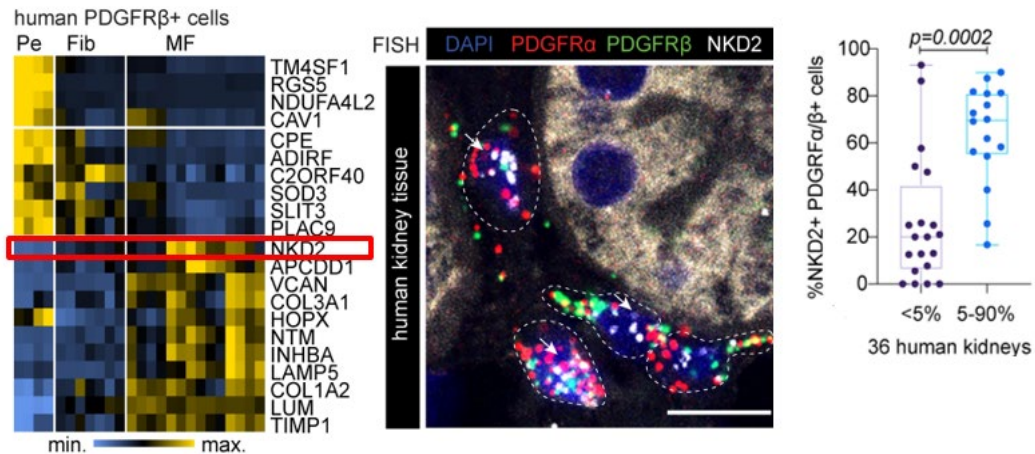 human PDGFRβ+ cells
Pe Fib MF
TM4SF1
RGS5
NDUFA4L2
CAV1
CPE
ADIRF
C2ORF40
SOD3
SLIT3
PLAC9
NKD2
APCDD1
VCAN
COL3A1
HOPX
NTM
INHBA
LAMP5
COL1A2
LUM
TIMP1
min. max.
FISH DAPI PDGFRα PDGFRβ NKD2
human kidney tissue
p=0.0002
%NKD2+ PDGRFα/β+ cells
100
80
60
40
20
0
<5% 5-90%
36 human kidneys